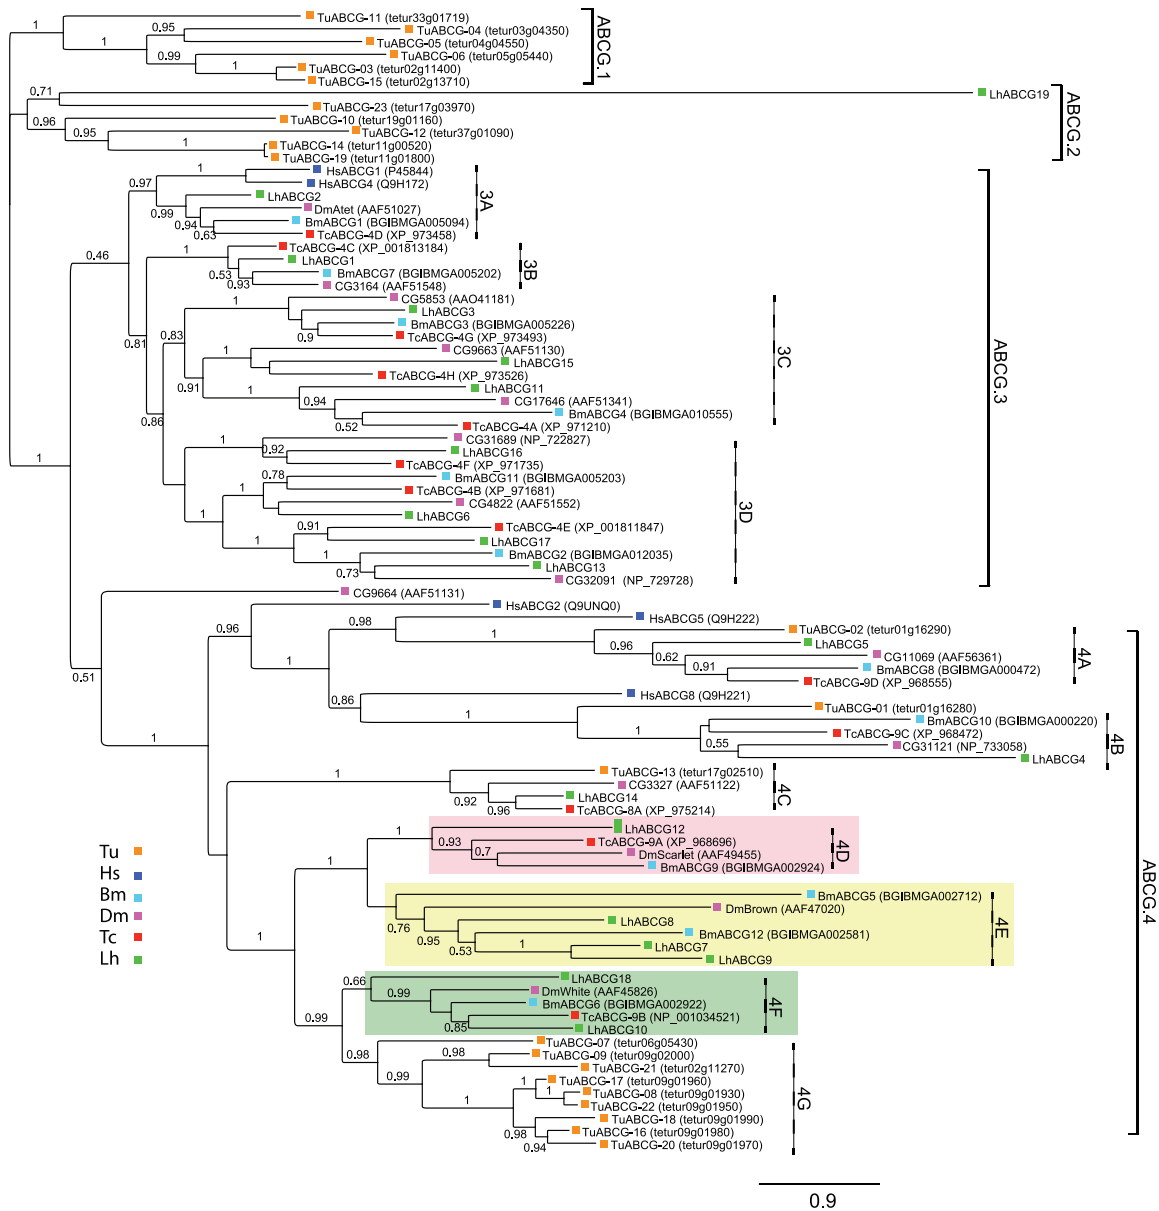 TuABCG-11 (tetur33g01719)
1
0.95
TuABCG-04 (tetur03g04350)
TuABCG-05 (tetur04g04550)
1
0.99
TuABCG-06 (tetur05g05440)
1
TuABCG-03 (tetur02g11400)
TuABCG-15 (tetur02g13710)
ABCG.1
0.71
LhABCG19
TuABCG-23 (tetur17g03970)
0.96
TuABCG-10 (tetur19g01160)
0.95
TuABCG-12 (tetur37g01090)
1
TuABCG-14 (tetur11g00520)
TuABCG-19 (tetur11g01800)
ABCG.2
1
HsABCG1 (P45844)
0.97
HsABCG4 (Q9H172)
0.99
LhABCG2
DmAtet (AAF51027)
0.94
BmABCG1 (BGIBMGA005094)
0.63
TcABCG-4D (XP_973458)
3A
0.46
1
TcABCG-4C (XP_001813184)
LhABCG1
0.53
BmABCG7 (BGIBMGA005202)
0.93
CG3164 (AAF51548)
3B
0.81
0.83
1
CG5853 (AAO41181)
LhABCG3
BmABCG3 (BGIBMGA005226)
0.9
TcABCG-4G (XP_973493)
1
CG9663 (AAF51130)
LhABCG15
0.91
TcABCG-4H (XP_973526)
1
LhABCG11
0.94
CG17646 (AAF51341)
BmABCG4 (BGIBMGA010555)
0.52
TcABCG-4A (XP_971210)
3C
0.86
1
CG31689 (NP_722827)
0.92
LhABCG16
TcABCG-4F (XP_971735)
0.78
BmABCG11 (BGIBMGA005203)
TcABCG-4B (XP_971681)
1
CG4822 (AAF51552)
LhABCG6
1
0.91
TcABCG-4E (XP_001811847)
LhABCG17
1
BmABCG2 (BGIBMGA012035)
0.73
LhABCG13
CG32091 (NP_729728)
3D
ABCG.3
1
0.51
CG9664 (AAF51131)
0.96
HsABCG2 (Q9UNQ0)
0.98
HsABCG5 (Q9H222)
1
TuABCG-02 (tetur01g16290)
0.96
LhABCG5
0.62
CG11069 (AAF56361)
0.91
BmABCG8 (BGIBMGA000472)
TcABCG-9D (XP_968555)
4A
1
0.86
HsABCG8 (Q9H221)
1
TuABCG-01 (tetur01g16280)
1
BmABCG10 (BGIBMGA000220)
TcABCG-9C (XP_968472)
0.55
CG31121 (NP_733058)
LhABCG4
4B
1
1
TuABCG-13 (tetur17g02510)
CG3327 (AAF51122)
0.92
LhABCG14
0.96
TcABCG-8A (XP_975214)
4C
1
LhABCG12
0.93
TcABCG-9A (XP_968696)
0.7
DmScarlet (AAF49455)
BmABCG9 (BGIBMGA002924)
4D
1
BmABCG5 (BGIBMGA002712)
DmBrown (AAF47020)
0.76
LhABCG8
0.95
BmABCG12 (BGIBMGA002581)
0.53
1
LhABCG7
LhABCG9
4E
1
0.66
LhABCG18
0.99
DmWhite (AAF45826)
BmABCG6 (BGIBMGA002922)
TcABCG-9B (NP_001034521)
0.85
LhABCG10
4F
0.99
TuABCG-07 (tetur06g05430)
0.98
0.98
TuABCG-09 (tetur09g02000)
TuABCG-21 (tetur02g11270)
0.99
1
TuABCG-17 (tetur09g01960)
1
TuABCG-08 (tetur09g01930)
1
TuABCG-22 (tetur09g01950)
TuABCG-18 (tetur09g01990)
0.98
TuABCG-16 (tetur09g01980)
0.94
TuABCG-20 (tetur09g01970)
4G
ABCG.4
Tu
Hs
Bm
Dm
Tc
Lh
0.9